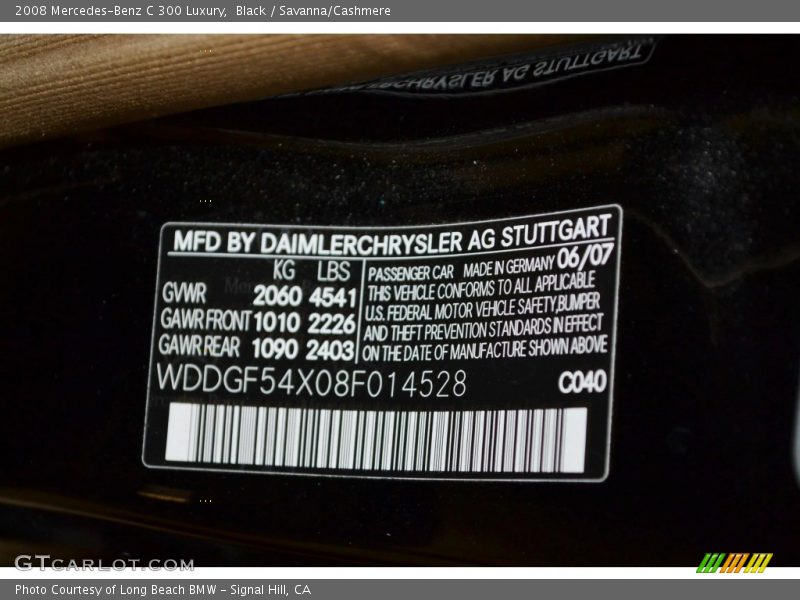 2008 Mercedes-Benz C 300 Luxury,  Black / Savanna/Cashmere
CHRYSLER AG STUTTGART
MFD BY DAIMLERCHRYSLER AG STUTTGART
KG LBS
GVWR 2060 4541
GAWR FRONT 1010 2226
GAWR REAR 1090 2403
PASSENGER CAR MADE IN GERMANY 06/07
THIS VEHICLE CONFORMS TO ALL APPLICABLE
U.S. FEDERAL MOTOR VEHICLE SAFETY,BUMPER
AND THEFT PREVENTION STANDARDS IN EFFECT
ON THE DATE OF MANUFACTURE SHOWN ABOVE
WDDGF54X08F014528 C040
GTCARLOT.COM
Photo Courtesy of Long Beach BMW - Signal Hill, CA